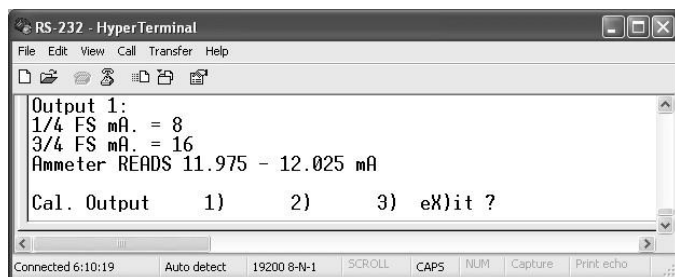 RS-232 - HyperTerminal
File Edit View Call Transfer Help
Output 1:
1/4 FS mA. = 8
3/4 FS mA. = 16
Ammeter READS 11.975 - 12.025 mA
Cal. Output 1) 2) 3) eX)it ?
Connected 6:10:19 Auto detect 19200 8-N-1 SCROLL CAPS NUM Capture Print echo